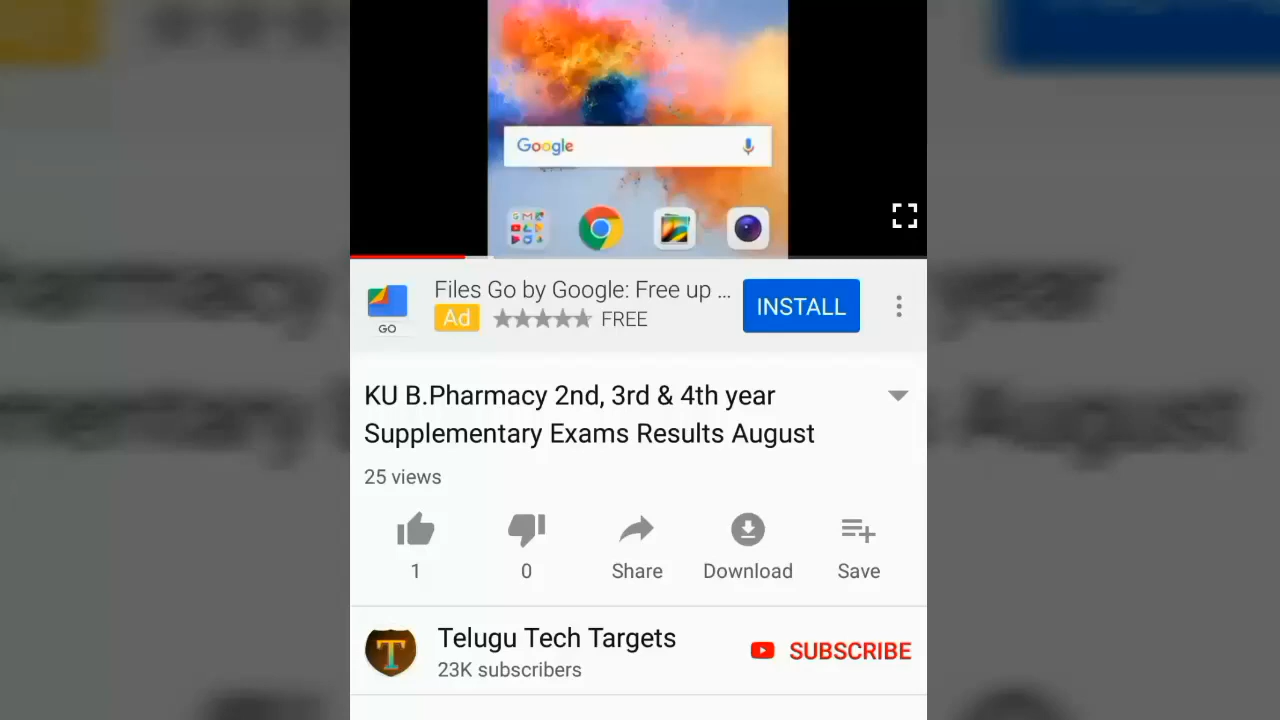 Google
Files Go by Google: Free up ...
GO
Ad
FREE
INSTALL
KU B.Pharmacy 2nd, 3rd & 4th year
Supplementary Exams Results August
25 views
1
0
Share
Download
Save
T
Telugu Tech Targets
23K subscribers
SUBSCRIBE